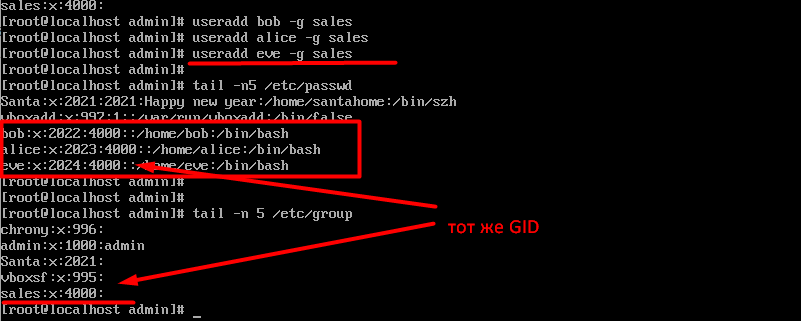 sales:x:4000:
[root@localhost admin]# useradd bob -g sales
[root@localhost admin]# useradd alice -g sales
[root@localhost admin]# useradd eve -g sales
[root@localhost admin]#
[root@localhost admin]# tail -n5 /etc/passwd
Santa:x:2021:2021:Happy new year:/home/santahome:/bin/szh
vboxadd:x:997:1::/var/run/vboxadd:/bin/false
bob:x:2022:4000::/home/bob:/bin/bash
alice:x:2023:4000::/home/alice:/bin/bash
eve:x:2024:4000::/home/eve:/bin/bash
[root@localhost admin]#
[root@localhost admin]#
[root@localhost admin]# tail -n 5 /etc/group
chrony:x:996:
тот же GID
admin:x:1000:admin
Santa:x:2021:
vboxsf:x:995:
sales:x:4000:
[root@localhost admin]# _